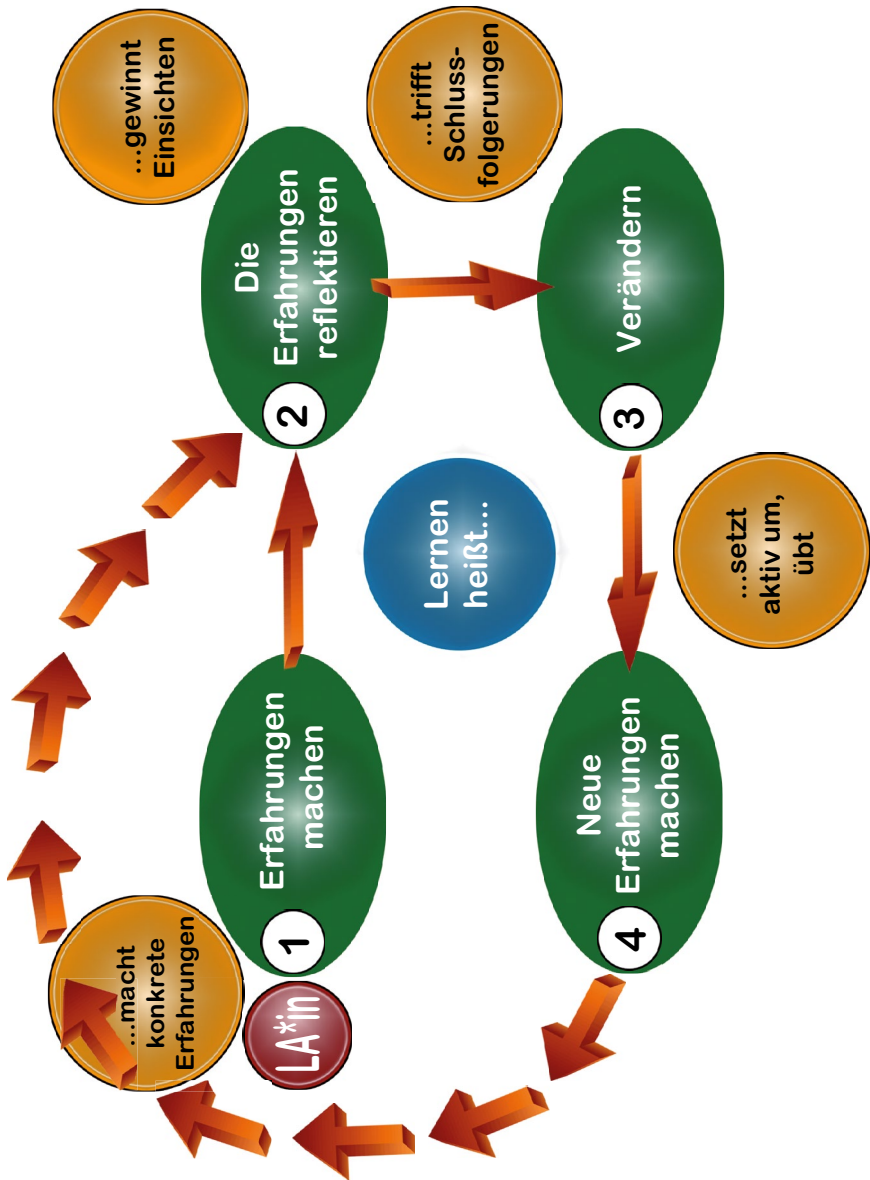 LA*in
...macht
konkrete
Erfahrungen
1
Erfahrungen
machen
2
Die
Erfahrungen
reflektieren
...gewinnt
Einsichten
...trifft
Schluss-
folgerungen
3
Verändern
...setzt
aktiv um,
übt
4
Neue
Erfahrungen
machen
Lernen
heißt...